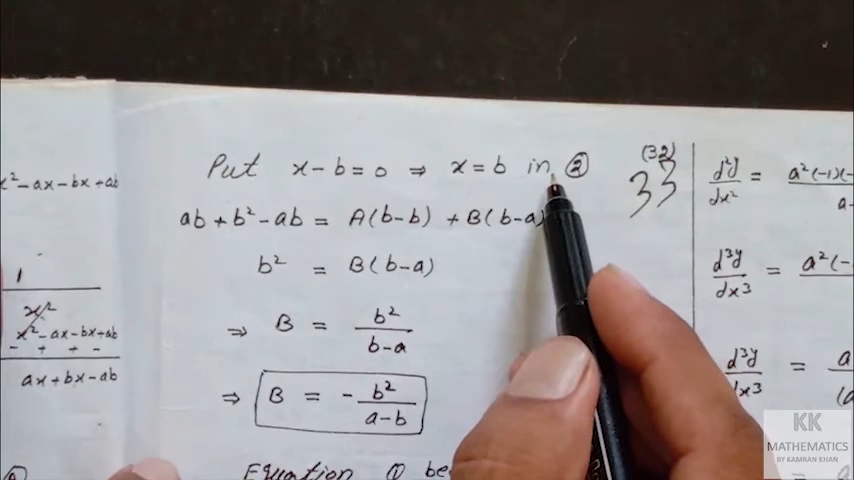 x²-ax-bx+ab
1
x²
x²-ax-bx+ab
- + + -
ax+bx-ab
Put x-b=0 ⇒ x=b in ②
ab+b²-ab = A(b-b) +B(b-a)
b² = B(b-a)
⇒ B = b²/b-a
⇒ B = - b²/a-b
Equation ① be
(32)
33
d²y/dx² = a²(-1)(-
a-
d³y/dx³ = a²(-
d³y/dx³ = a
(a
KK
MATHEMATICS
BY KAMRAN KHAN